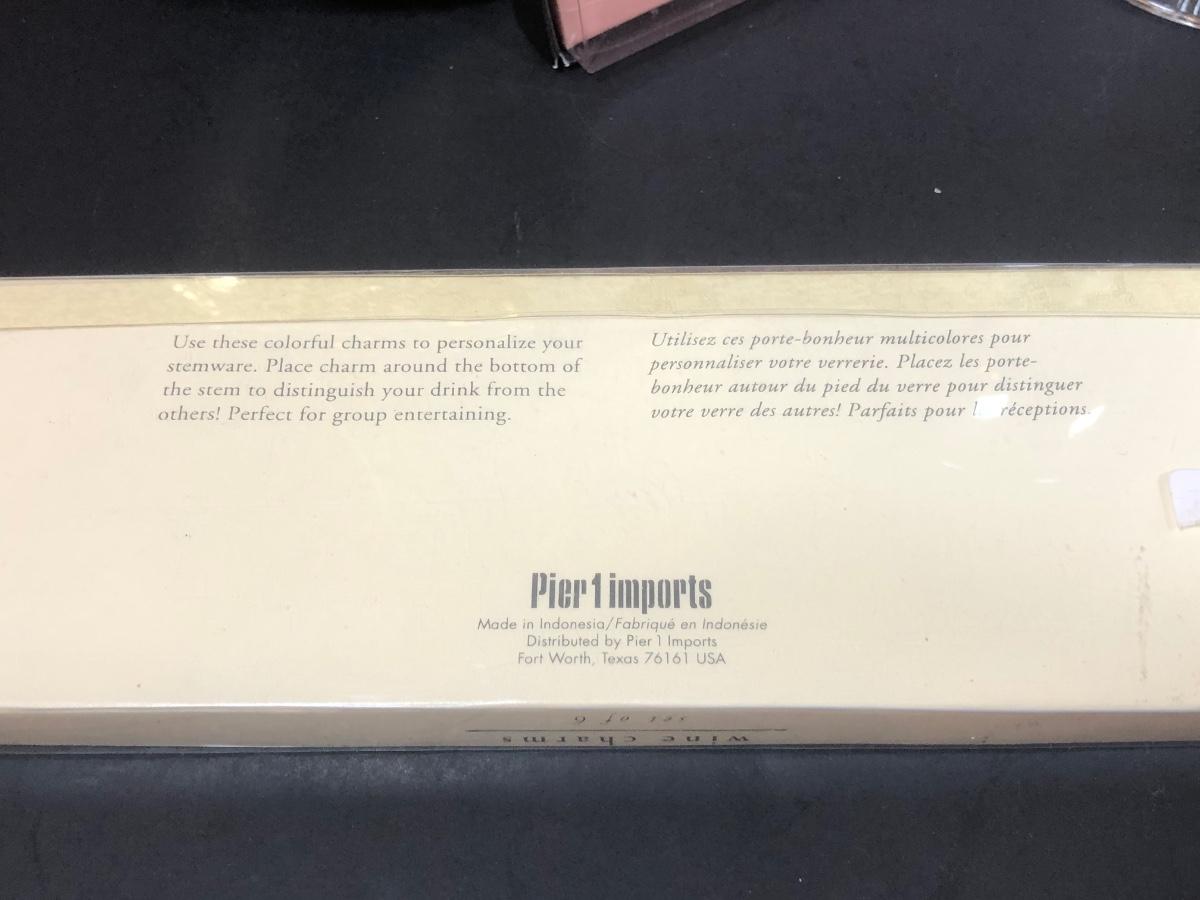 Use these colorful charms to personalize your
stemware. Place charm around the bottom of
the stem to distinguish your drink from the
others! Perfect for group entertaining.
Utilisez ces porte-bonheur multicolores pour
personnaliser votre verrerie. Placez les porte-
bonheur autour du pied du verre pour distinguer
votre verre des autres! Parfaits pour réceptions.
Pier 1 imports
Made in Indonesia/Fabriqué en Indonésie
Distributed by Pier 1 Imports
Fort Worth, Texas 76161 USA
wine charms
set of 6